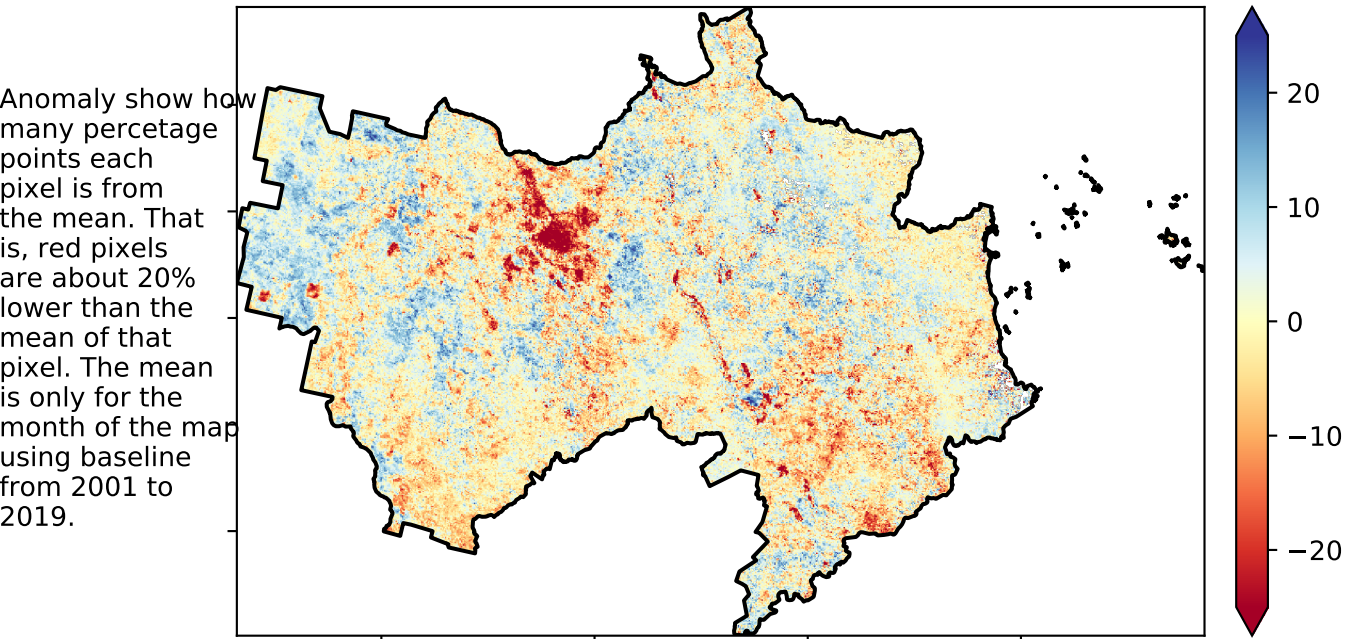 Anomaly show how
many percetage
points each
pixel is from
the mean. That
is, red pixels
are about 20%
lower than the
mean of that
pixel. The mean
is only for the
month of the map
using baseline
from 2001 to
2019.
20
10
0
−10
−20